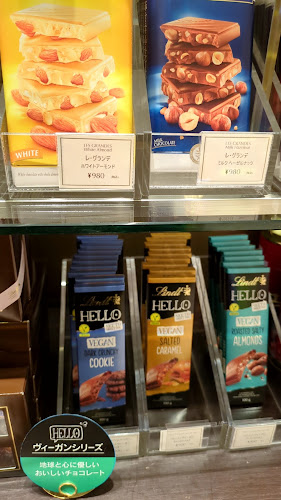 WHITE
LES GRANDES
White Almond
レ・グランデ
ホワイトアーモンド
¥980
LES GRANDES
レ・グランデ
ミルクヘーゼルナッツ
¥980
Lindt
HELLO
VEGAN
DARK CRUNCHY
COOKIE
Lindt
HELLO
VEGAN
SALTED
CARAMEL
Lindt
HELLO
VEGAN
ROASTED SALTY
ALMONDS
HELLO
ヴィーガンシリーズ
地球と心に優しい
おいしいチョコレート